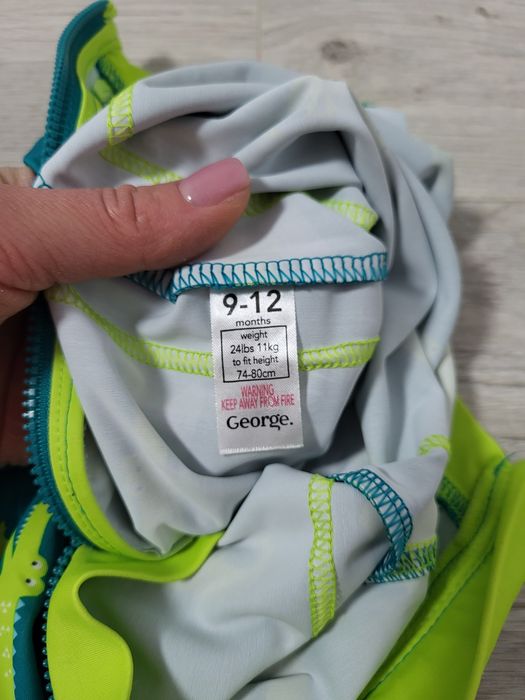 9-12
months
weight
24lbs 11kg
to fit height
74-80cm
WARNING
KEEP AWAY FROM FIRE
George.